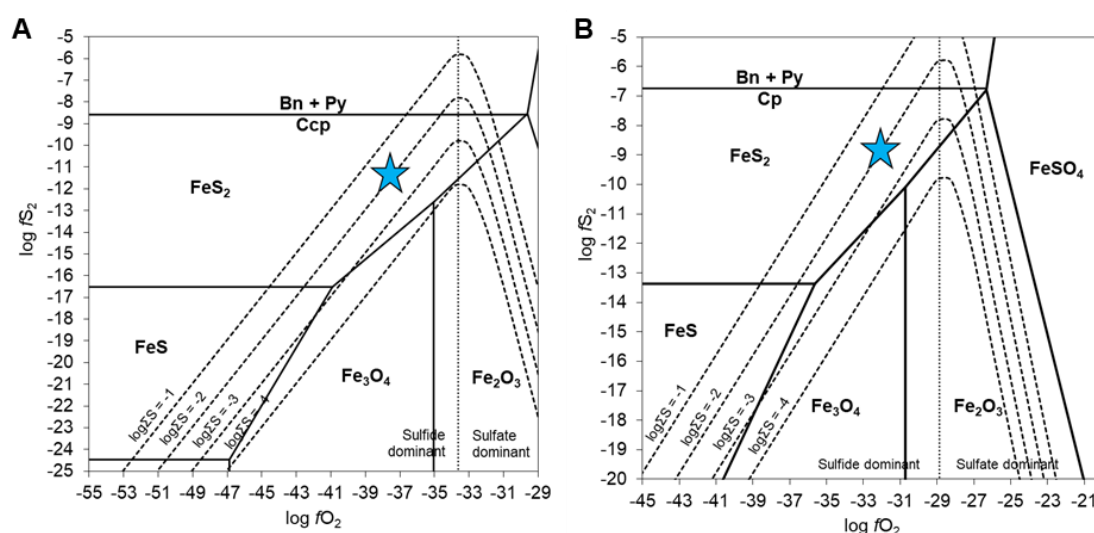 A
-5
-6
-7
-8
-9
-10
-11
-12
-13
-14
-15
-16
-17
-18
-19
-20
-21
-22
-23
-24
-25
log fS₂
Bn + Py
Ccp
FeS₂
FeS
Fe₃O₄
Fe₂O₃
logΣS = -1
logΣS = -2
logΣS = -3
logΣS = -4
Sulfide
dominant
Sulfate
dominant
-55 -53 -51 -49 -47 -45 -43 -41 -39 -37 -35 -33 -31 -29
log fO₂
B
-5
-6
-7
-8
-9
-10
-11
-12
-13
-14
-15
-16
-17
-18
-19
-20
log fS₂
Bn + Py
Cp
FeS₂
FeSO₄
FeS
Fe₃O₄
Fe₂O₃
logΣS = -1
logΣS = -2
logΣS = -3
logΣS = -4
Sulfide dominant
Sulfate dominant
-45 -43 -41 -39 -37 -35 -33 -31 -29 -27 -25 -23 -21
log fO₂